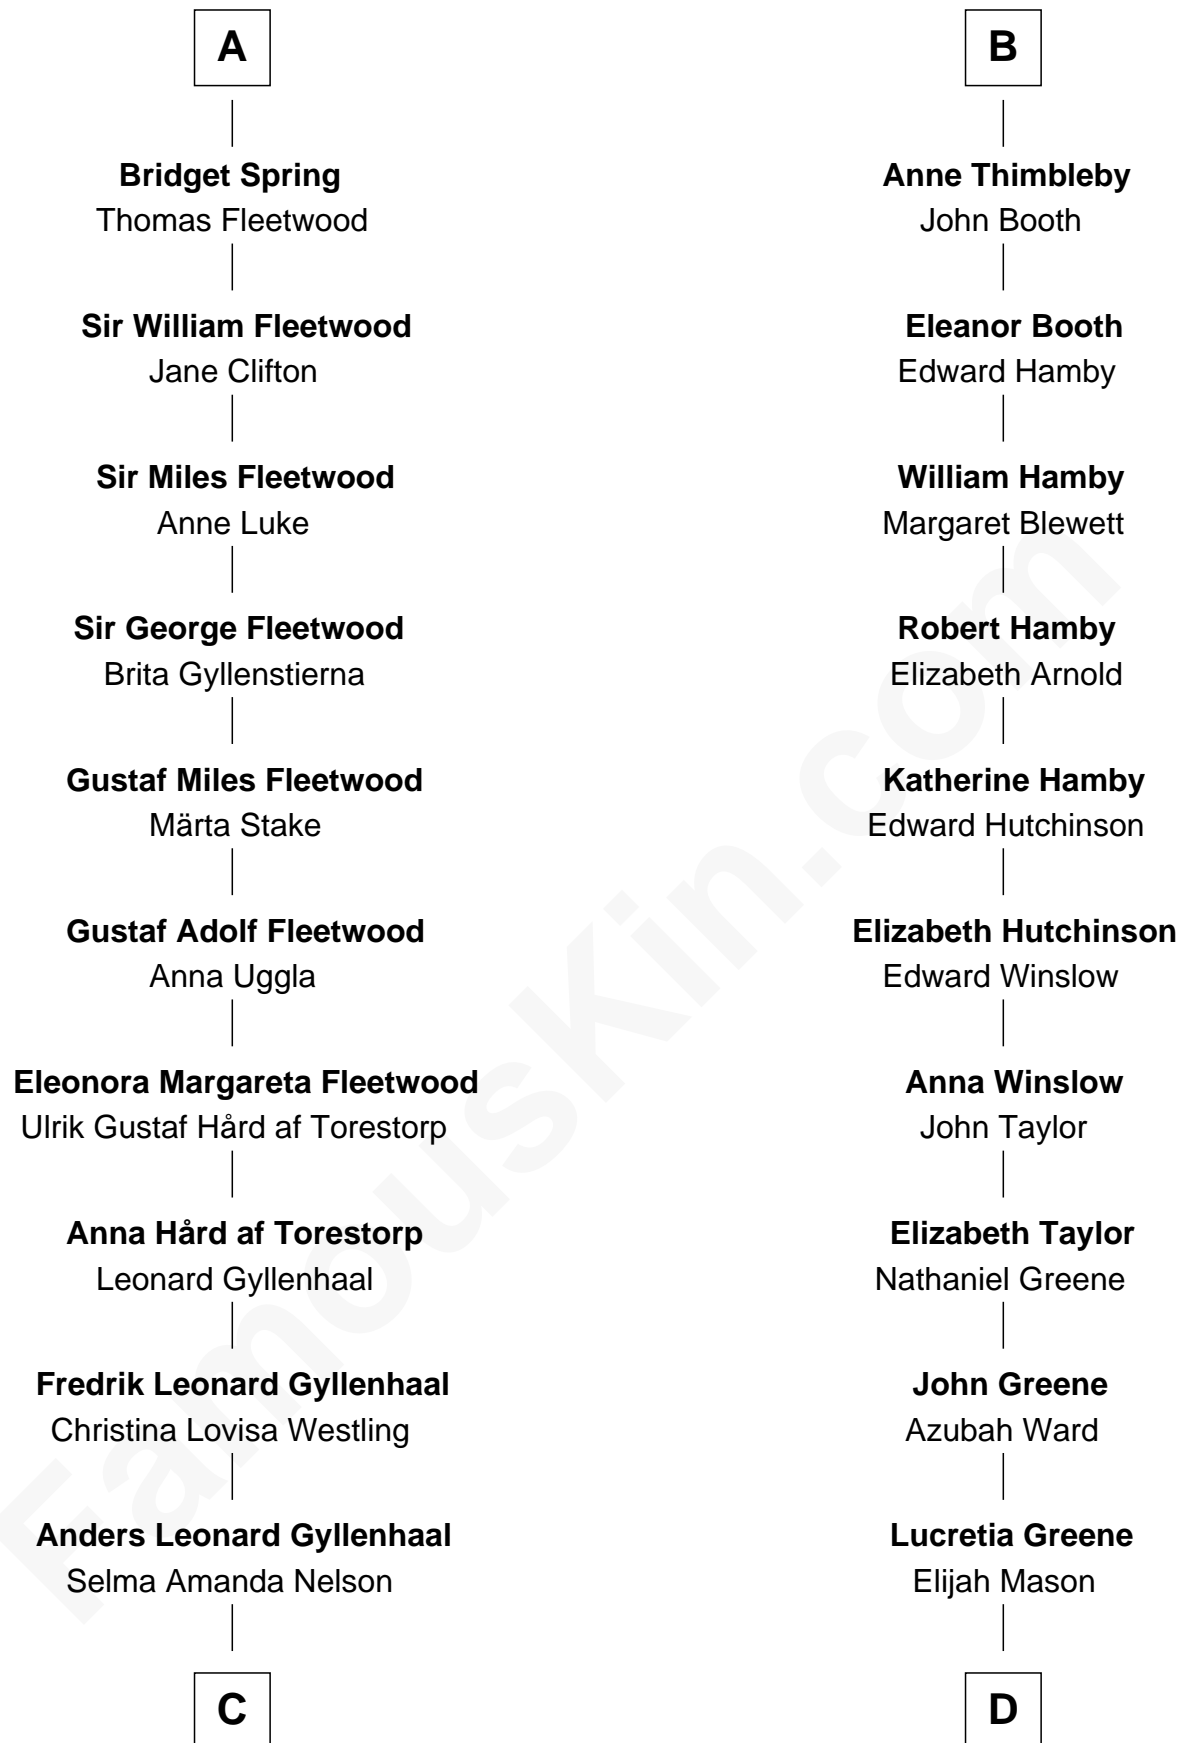 A
Bridget Spring
Thomas Fleetwood
Sir William Fleetwood
Jane Clifton
Sir Miles Fleetwood
Anne Luke
Sir George Fleetwood
Brita Gyllenstierna
Gustaf Miles Fleetwood
Märta Stake
Gustaf Adolf Fleetwood
Anna Uggla
Eleonora Margareta Fleetwood
Ulrik Gustaf Hård af Torestorp
Anna Hård af Torestorp
Leonard Gyllenhaal
Fredrik Leonard Gyllenhaal
Christina Lovisa Westling
Anders Leonard Gyllenhaal
Selma Amanda Nelson
C
B
Anne Thimbleby
John Booth
Eleanor Booth
Edward Hamby
William Hamby
Margaret Blewett
Robert Hamby
Elizabeth Arnold
Katherine Hamby
Edward Hutchinson
Elizabeth Hutchinson
Edward Winslow
Anna Winslow
John Taylor
Elizabeth Taylor
Nathaniel Greene
John Greene
Azubah Ward
Lucretia Greene
Elijah Mason
D
FamousKin.com